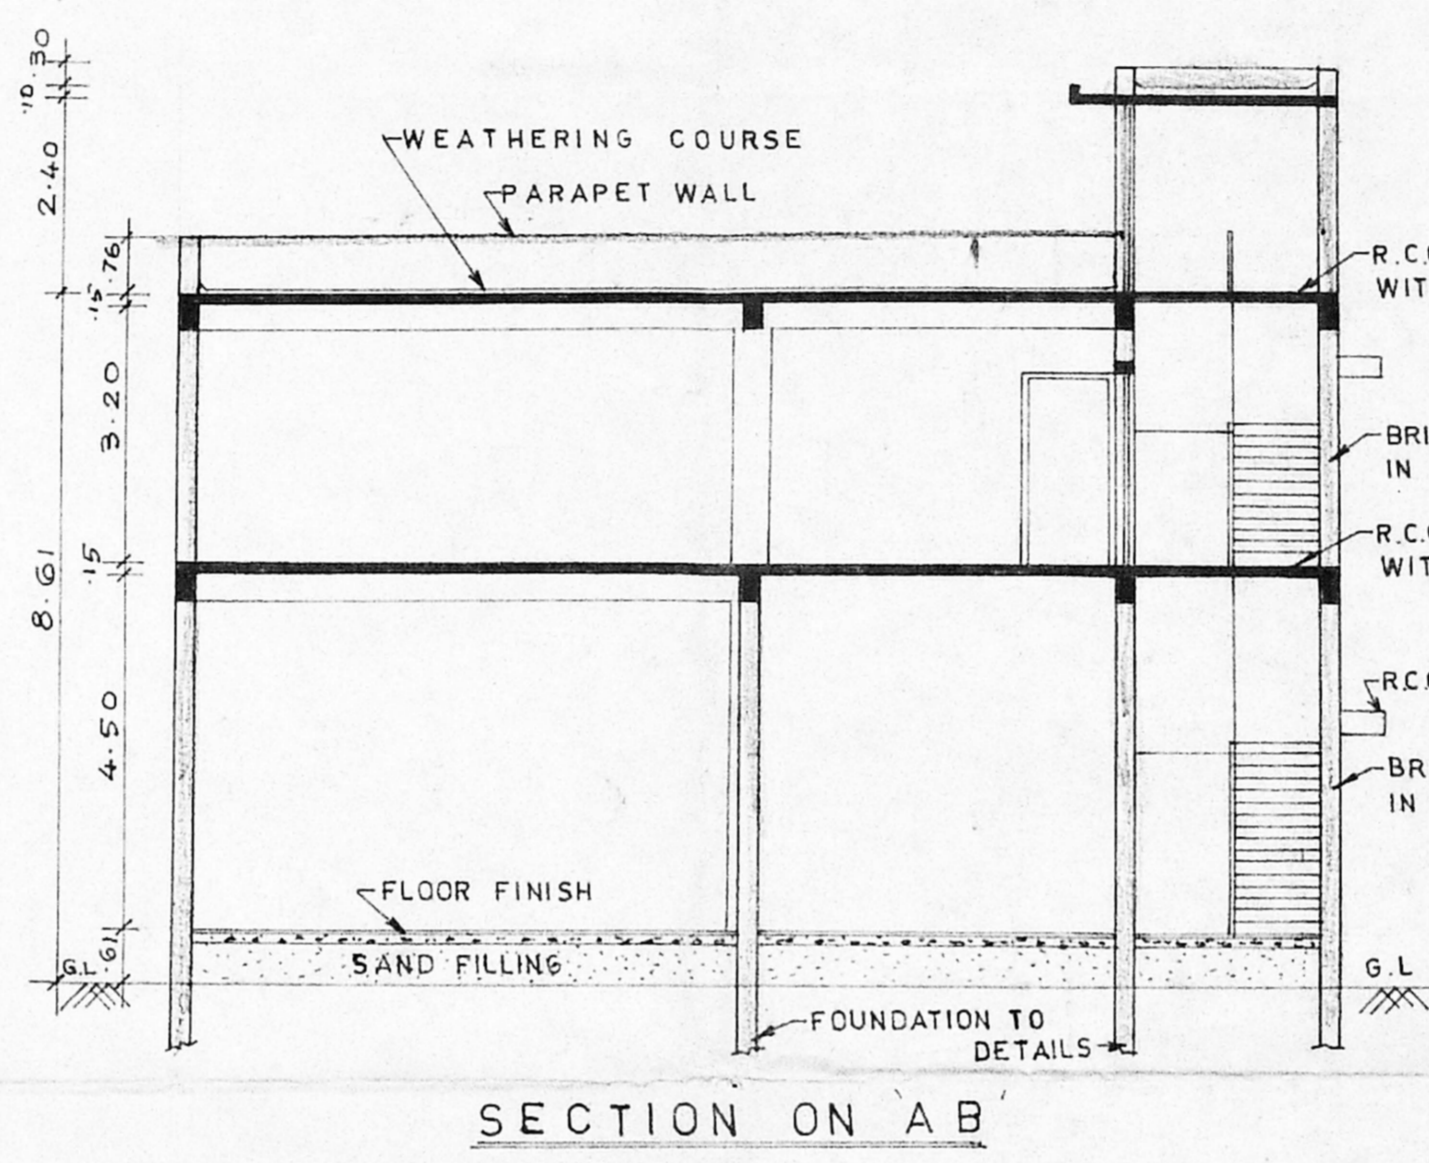 .30
.10
2.40
WEATHERING COURSE
PARAPET WALL
.76
.15
R.C.
WIT
3.20
BRI
IN
R.C.
WIT
.15
8.61
R.C.
4.50
BR
IN
FLOOR FINISH
SAND FILLING
.61
G.L
G.L
FOUNDATION TO
DETAILS
SECTION ON 'AB'